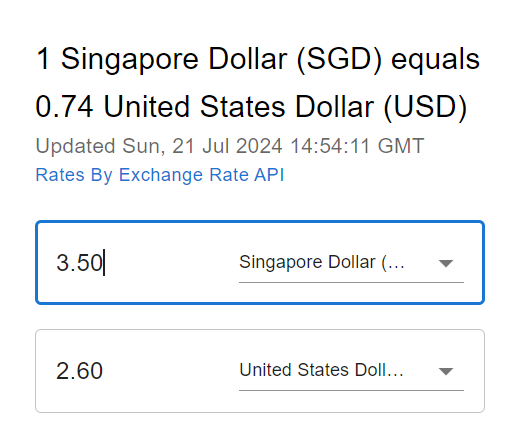 1 Singapore Dollar (SGD) equals
0.74 United States Dollar (USD)
Updated Sun, 21 Jul 2024 14:54:11 GMT
Rates By Exchange Rate API
3.50 Singapore Dollar (…
2.60 United States Doll…